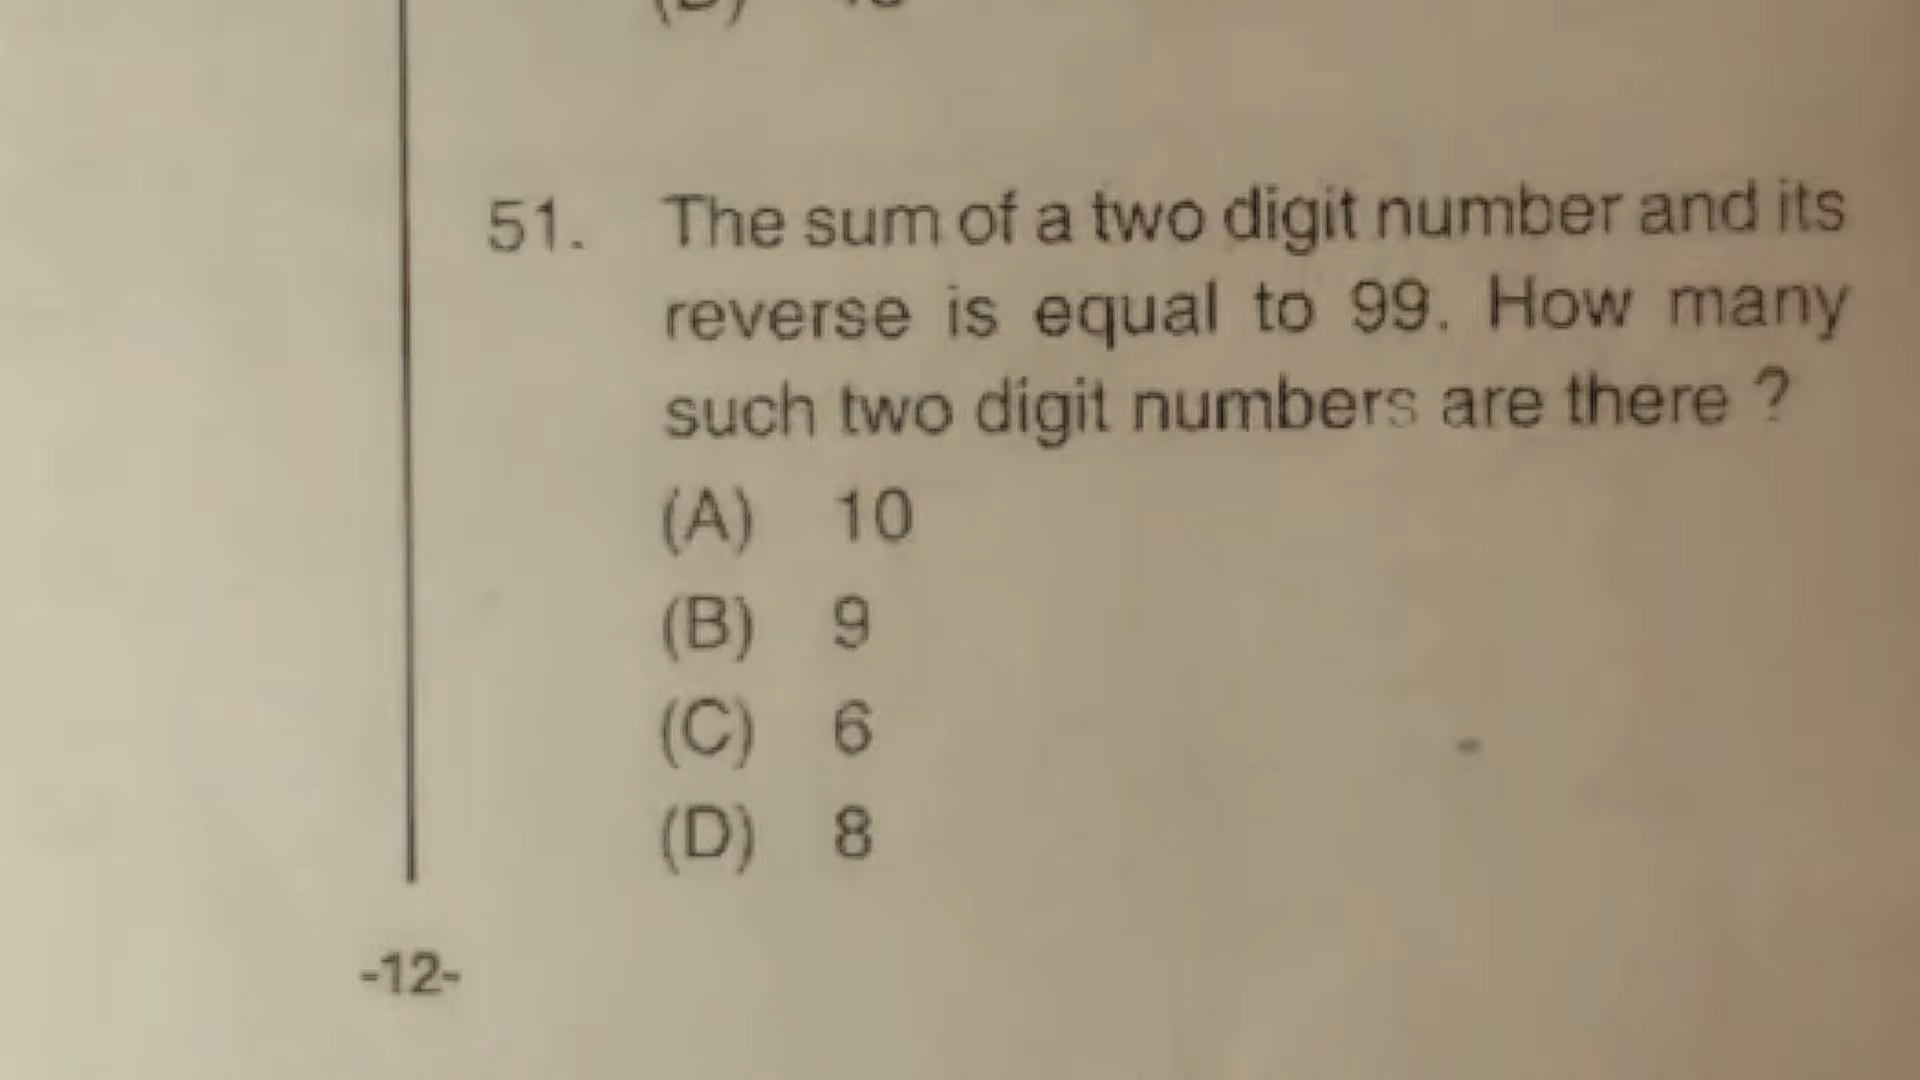 51. The sum of a two digit number and its
reverse is equal to 99. How many
such two digit numbers are there ?
(A) 10
(B) 9
(C) 6
(D) 8
-12-